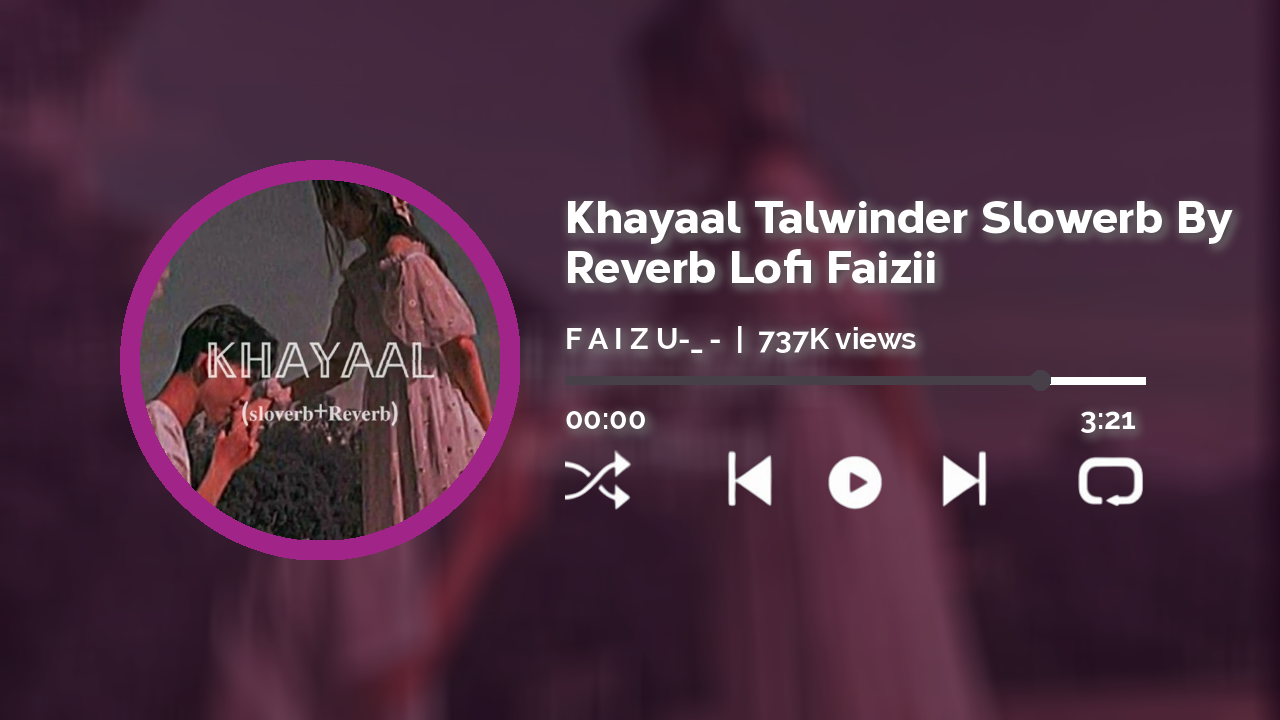 KHAYAAL
(sloverb+Reverb)
Khayaal Talwinder Slowerb By
Reverb Lofi Faizii
F A I Z U-_ - | 737K views
00:00 3:21